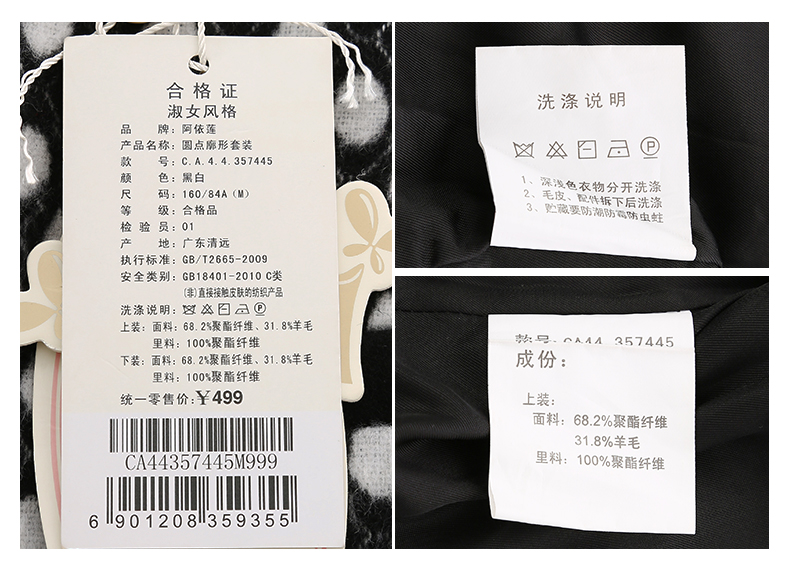 合格证
淑女风格
品　　牌：阿依莲
产品名称：圆点廓形套装
款　　号：C.A.4.4.357445
颜　　色：黑白
尺　　码：160/84A（M）
等　　级：合格品
检 验 员：01
产　　地：广东清远
执行标准：GB/T2665-2009
安全类别：GB18401-2010 C类
(非)直接接触皮肤的纺织产品
洗涤说明：
上装：面料：68.2%聚酯纤维、31.8%羊毛
里料：100%聚酯纤维
下装：面料：68.2%聚酯纤维、31.8%羊毛
里料：100%聚酯纤维
统一零售价：￥499
CA44357445M999
6 901208 359355
洗涤说明
P
1、深浅色衣物分开洗涤
2、毛皮、配件拆下后洗涤
3、贮藏要防潮防霉防虫蛀
款号：CA44 357445
成份：
上装：
面料：68.2%聚酯纤维
31.8%羊毛
里料：100%聚酯纤维